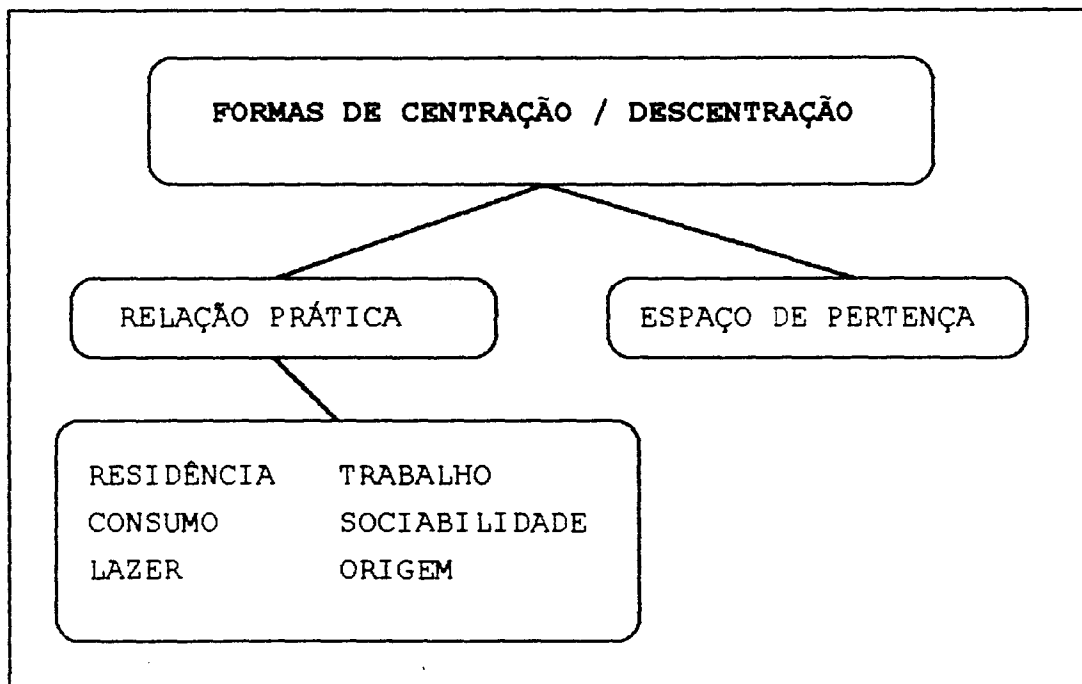 FORMAS DE CENTRAÇÃO / DESCENTRAÇÃO
RELAÇÃO PRÁTICA
ESPAÇO DE PERTENÇA
RESIDÊNCIA TRABALHO
CONSUMO SOCIABILIDADE
LAZER ORIGEM